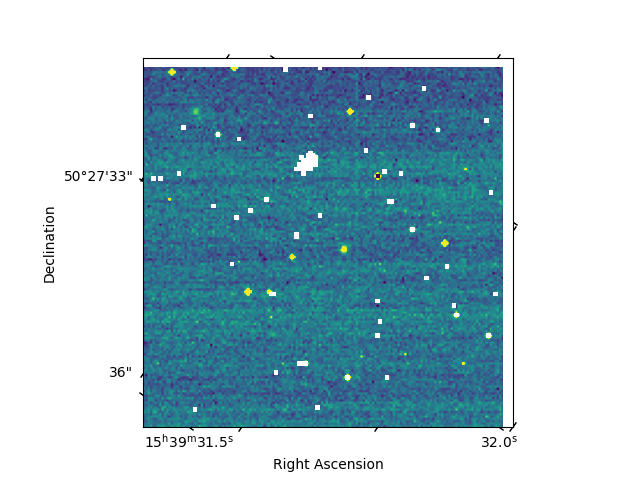 50°27'33"
Declination
36"
15ʰ39ᵐ31.5ˢ
32.0ˢ
Right Ascension